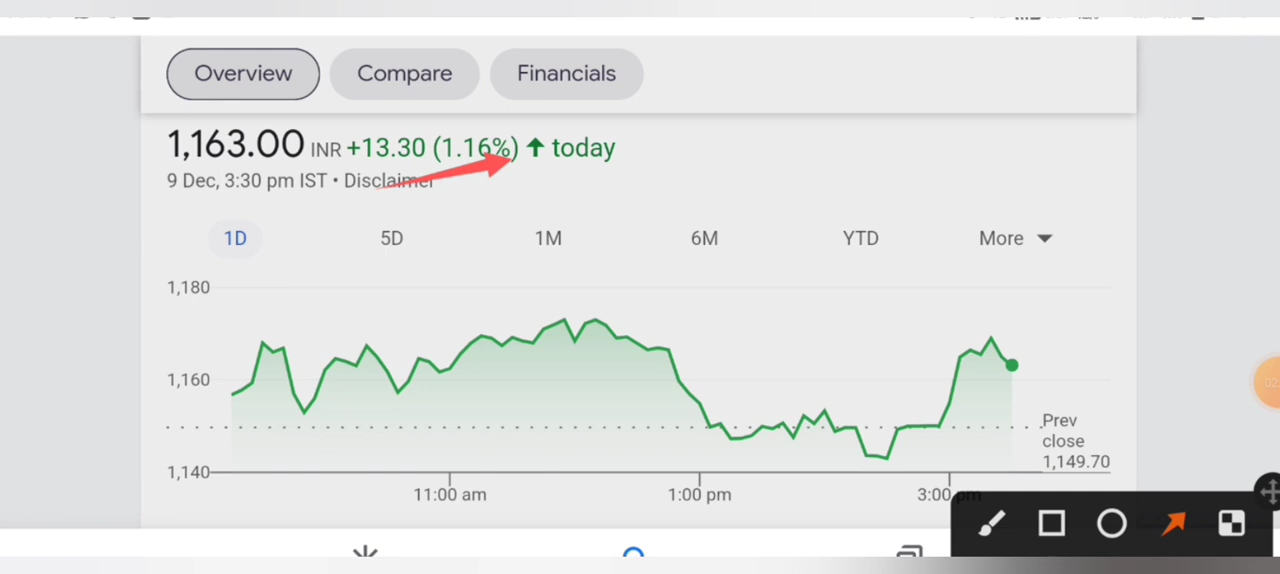 Overview Compare Financials
1,163.00 INR +13.30 (1.16%) ↑ today
9 Dec, 3:30 pm IST • Disclaimer
1D 5D 1M 6M YTD More
1,180
1,160
1,140
Prev
close
1,149.70
11:00 am 1:00 pm 3:00 pm